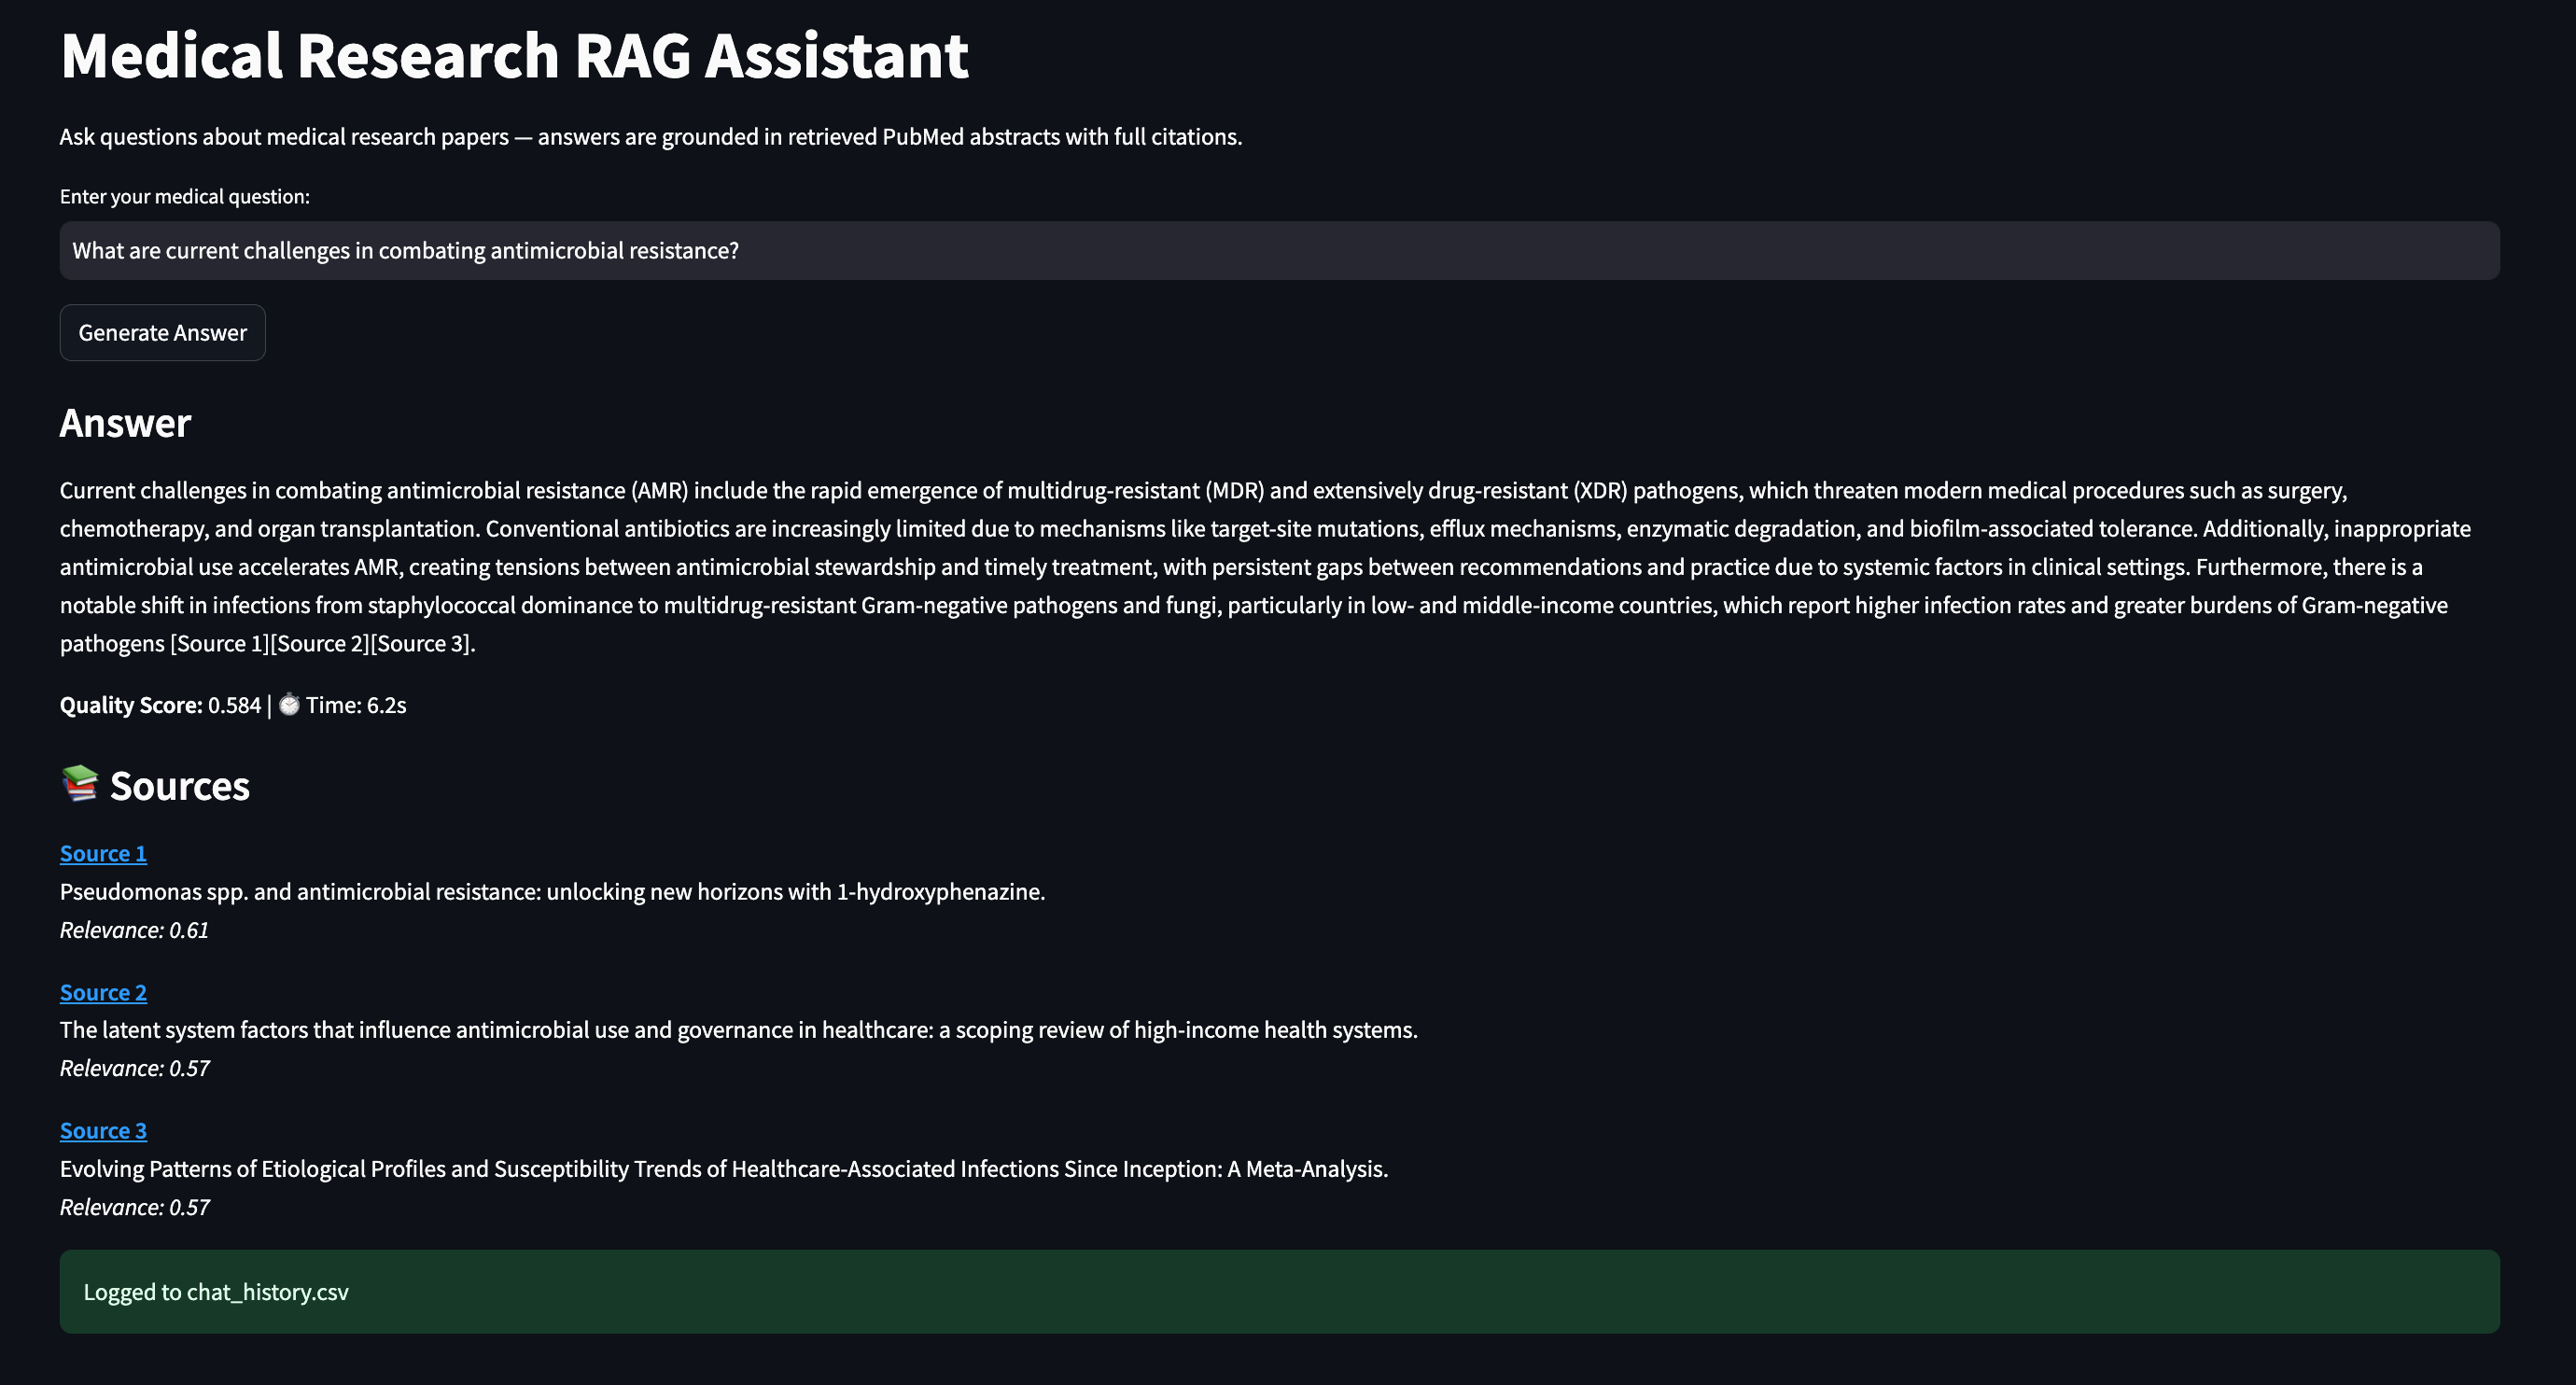 Medical Research RAG Assistant
Ask questions about medical research papers — answers are grounded in retrieved PubMed abstracts with full citations.
Enter your medical question:
What are current challenges in combating antimicrobial resistance?
Generate Answer
Answer
Current challenges in combating antimicrobial resistance (AMR) include the rapid emergence of multidrug-resistant (MDR) and extensively drug-resistant (XDR) pathogens, which threaten modern medical procedures such as surgery,
chemotherapy, and organ transplantation. Conventional antibiotics are increasingly limited due to mechanisms like target-site mutations, efflux mechanisms, enzymatic degradation, and biofilm-associated tolerance. Additionally, inappropriate
antimicrobial use accelerates AMR, creating tensions between antimicrobial stewardship and timely treatment, with persistent gaps between recommendations and practice due to systemic factors in clinical settings. Furthermore, there is a
notable shift in infections from staphylococcal dominance to multidrug-resistant Gram-negative pathogens and fungi, particularly in low- and middle-income countries, which report higher infection rates and greater burdens of Gram-negative
pathogens [Source 1][Source 2][Source 3].
Quality Score: 0.584 | ⏱ Time: 6.2s
📚 Sources
Source 1
Pseudomonas spp. and antimicrobial resistance: unlocking new horizons with 1-hydroxyphenazine.
Relevance: 0.61
Source 2
The latent system factors that influence antimicrobial use and governance in healthcare: a scoping review of high-income health systems.
Relevance: 0.57
Source 3
Evolving Patterns of Etiological Profiles and Susceptibility Trends of Healthcare-Associated Infections Since Inception: A Meta-Analysis.
Relevance: 0.57
Logged to chat_history.csv